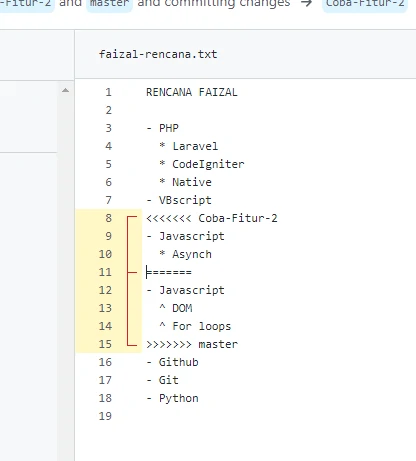 -Fitur-2 and master and committing changes → Coba-Fitur-2
faizal-rencana.txt
1 RENCANA FAIZAL
2
3 - PHP
4 * Laravel
5 * CodeIgniter
6 * Native
7 - VBscript
8 <<<<<<< Coba-Fitur-2
9 - Javascript
10 * Asynch
11 =======
12 - Javascript
13 ^ DOM
14 ^ For loops
15 >>>>>>> master
16 - Github
17 - Git
18 - Python
19